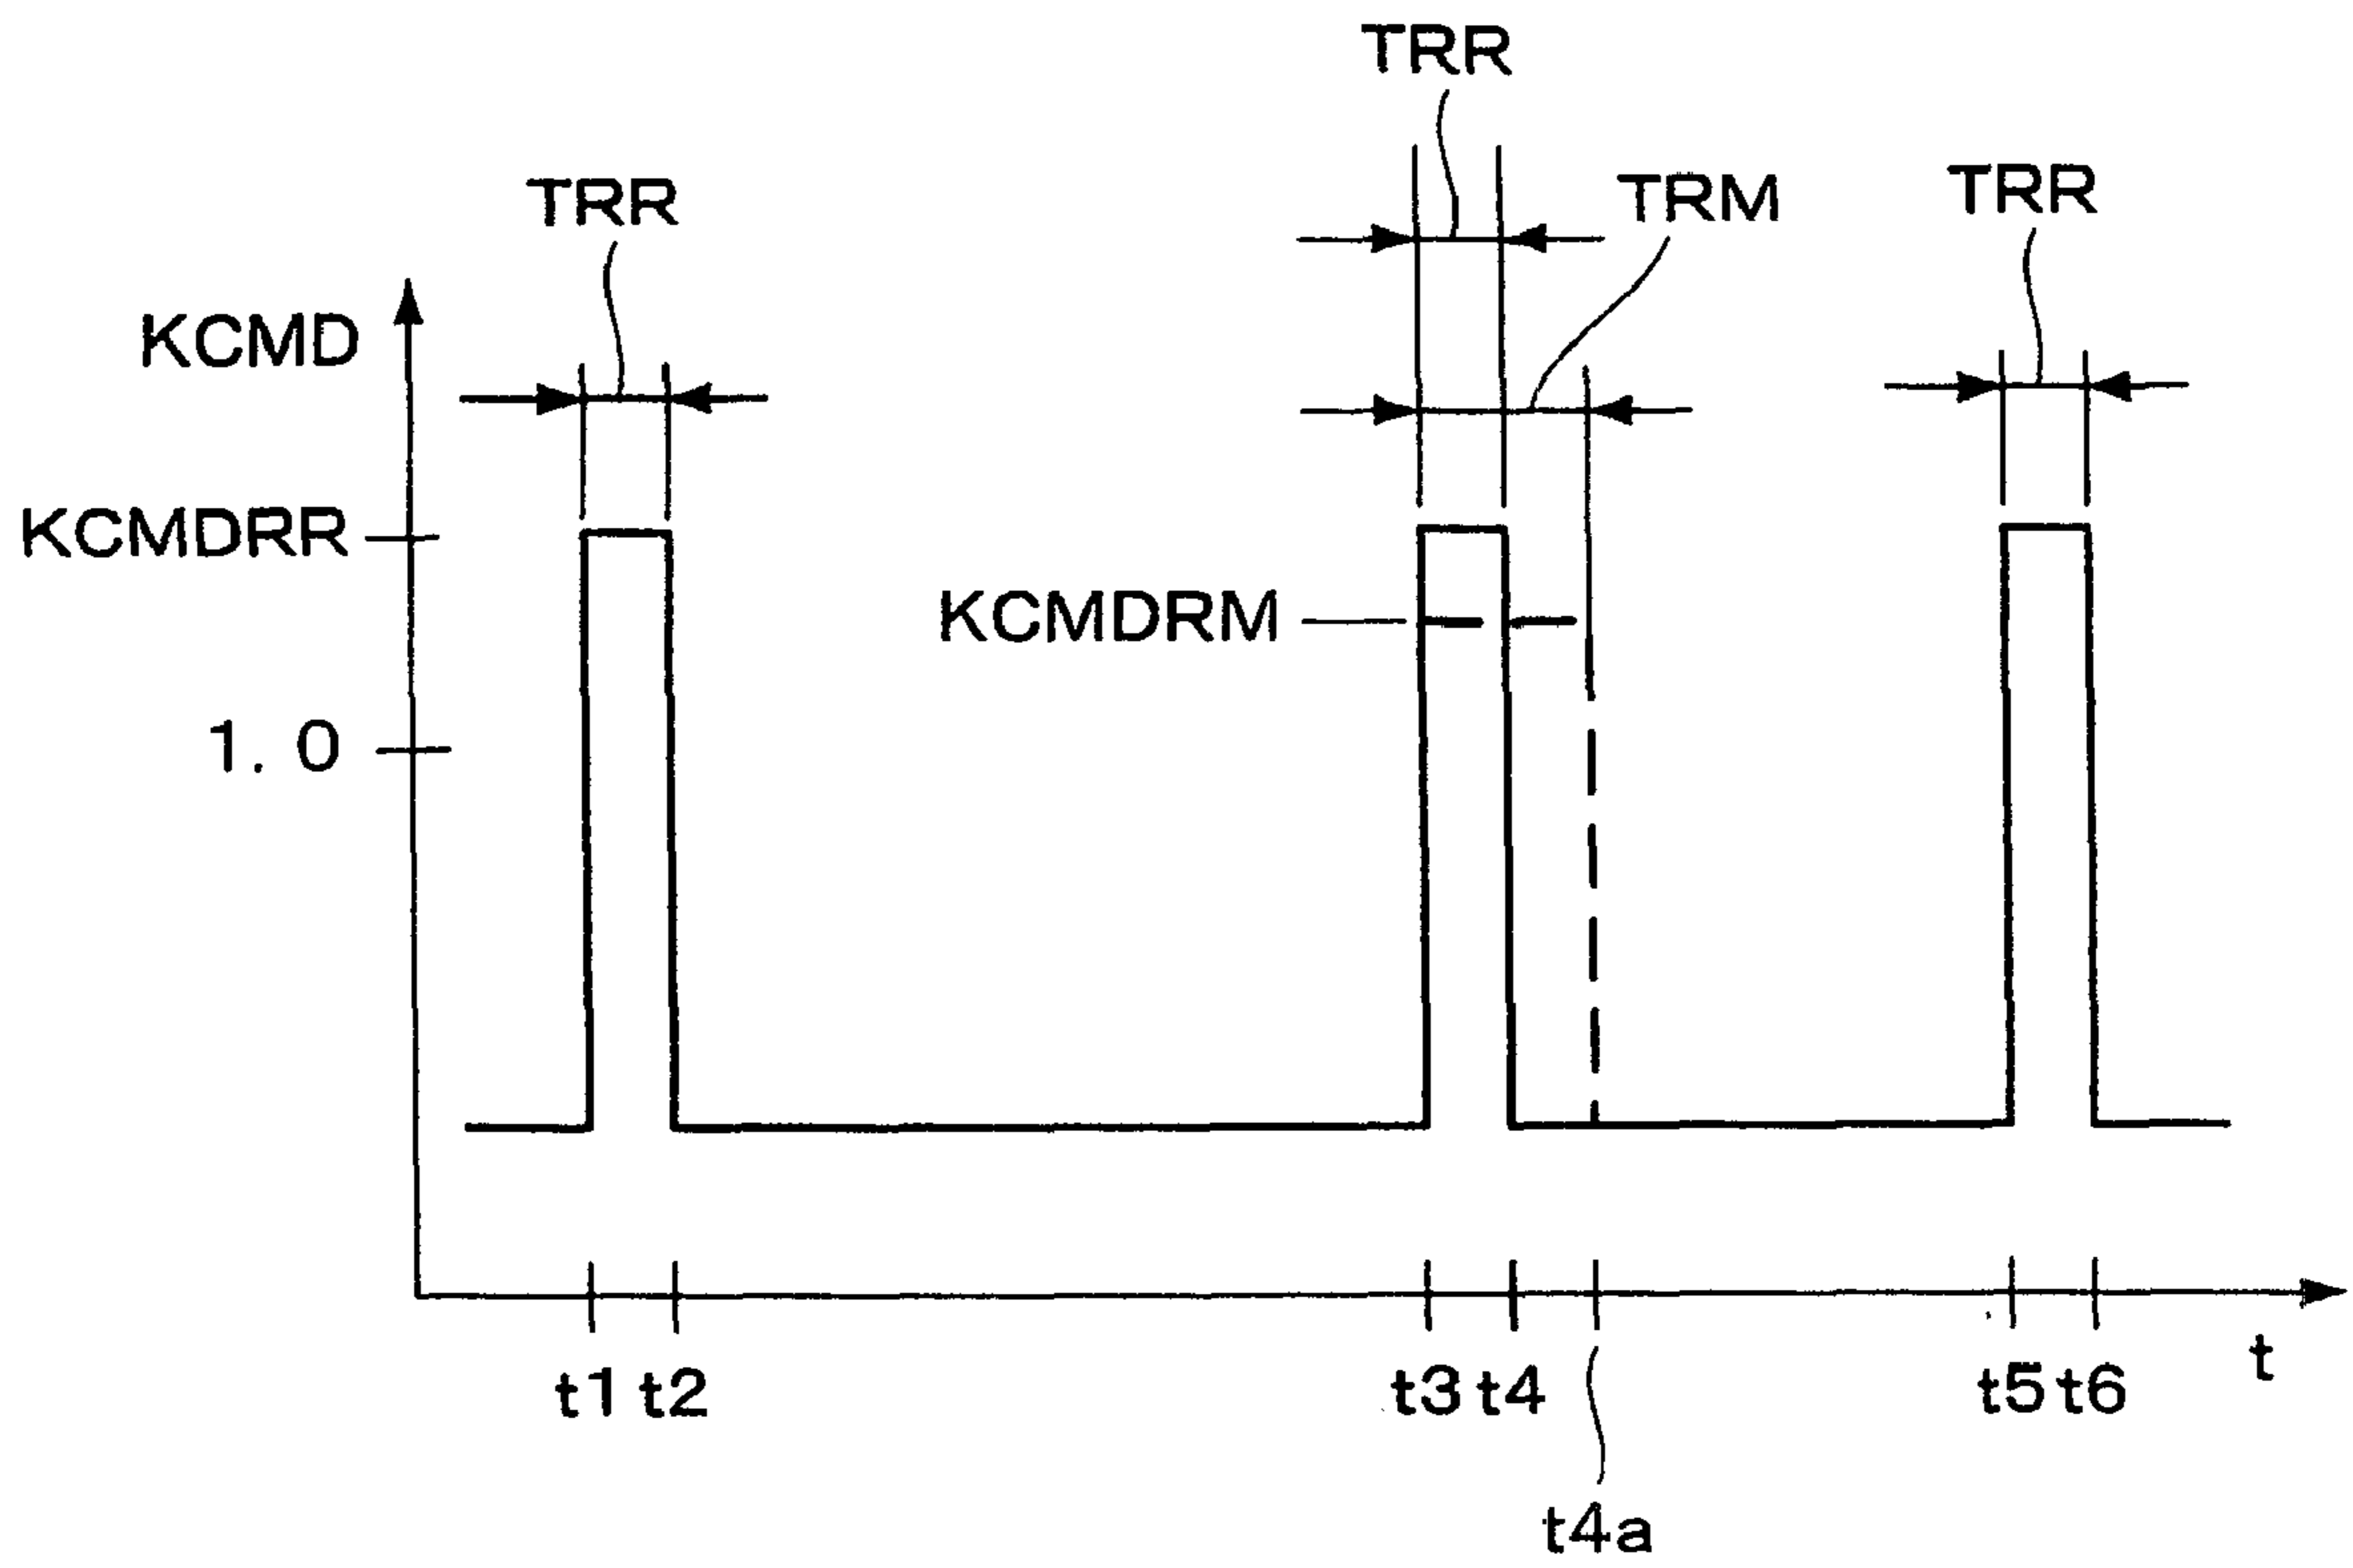 TRR
TRR
TRM
TRR
KCMD
KCMDRR
KCMDRM
1. 0
t1 t2
t3 t4
t5 t6
t
t4a